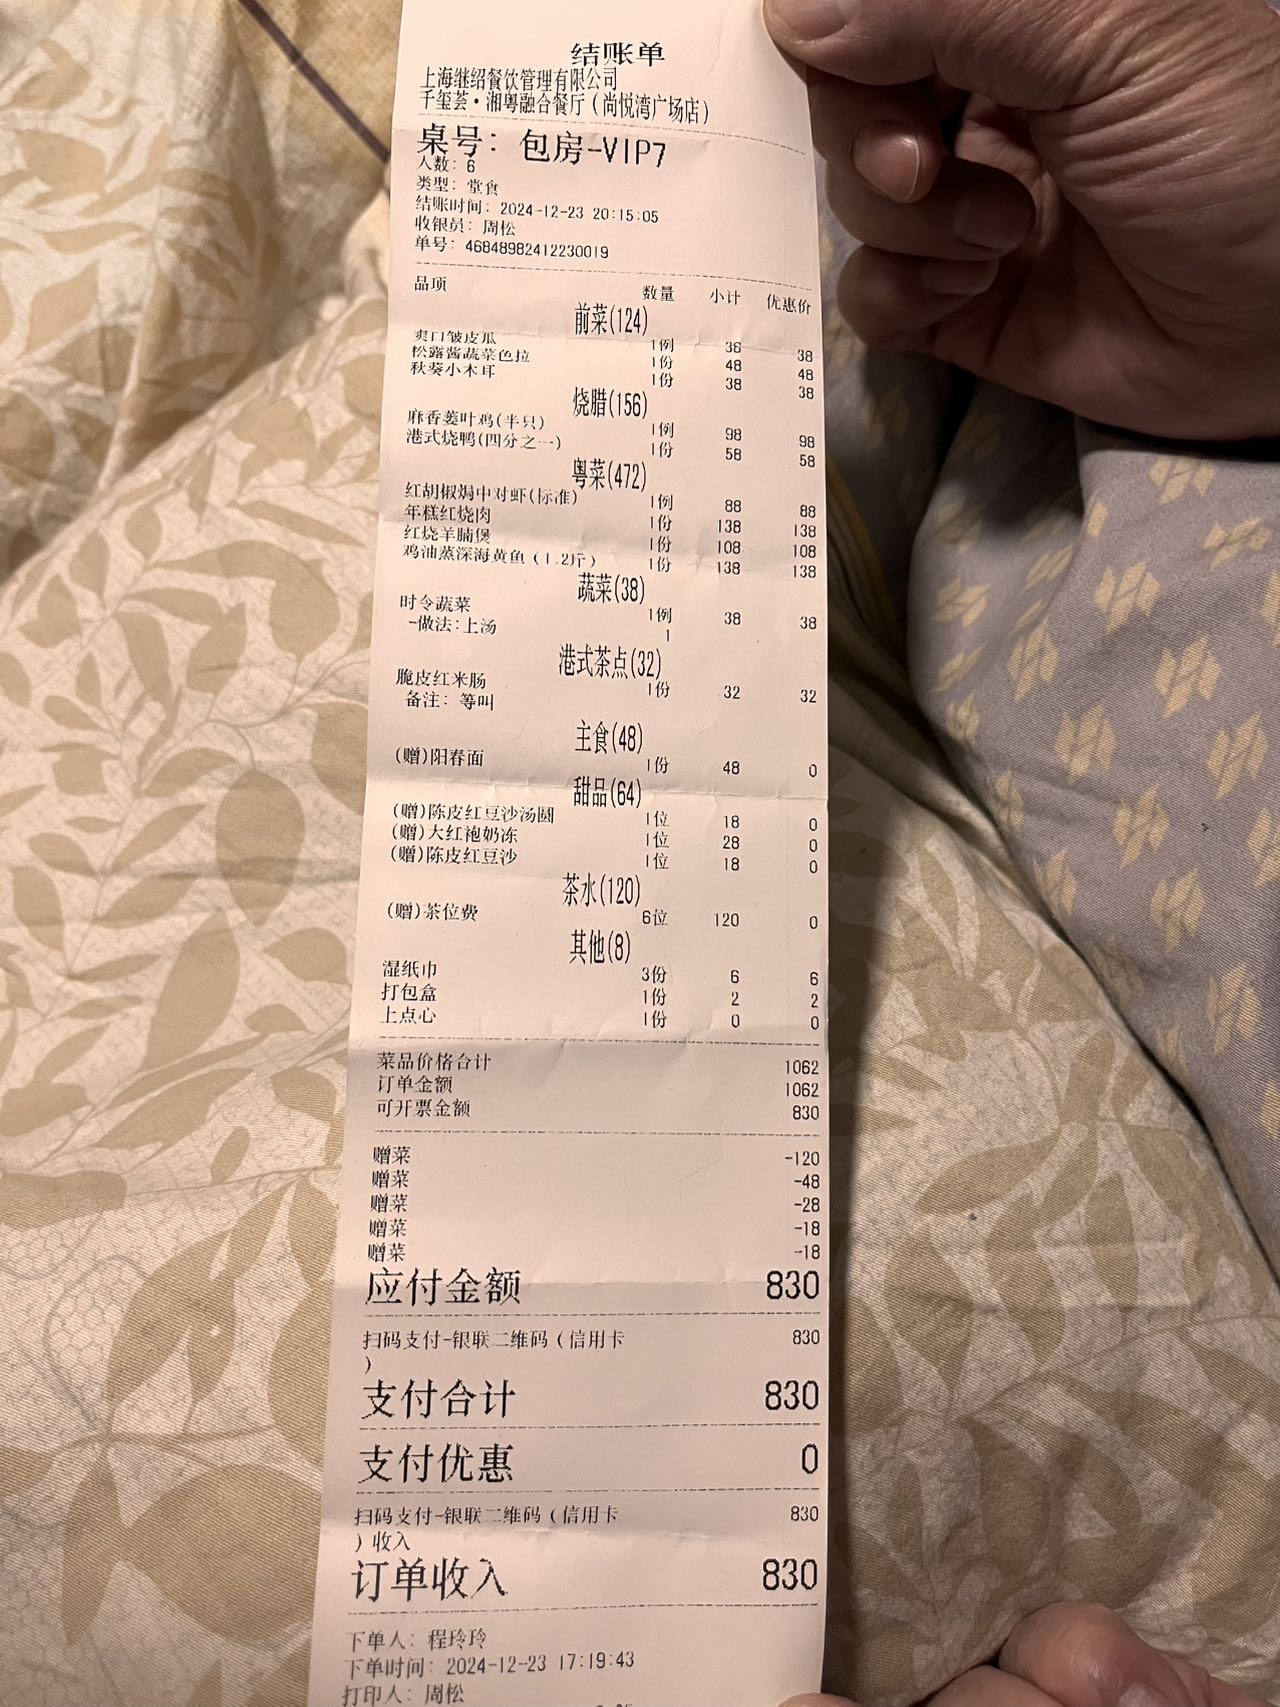 结账单
上海继绍餐饮管理有限公司
千玺荟·湘粤融合餐厅(尚悦湾广场店)
桌号: 包房-VIP7
人数: 6
类型: 堂食
结账时间: 2024-12-23 20:15:05
收银员: 周松
单号: 46848982412230019
品项 数量 小计 优惠价
前菜(124)
爽口皱皮瓜 1例 38 38
松露酱蔬菜色拉 1份 48 48
秋葵小木耳 1份 38 38
烧腊(156)
麻香蒌叶鸡(半只) 1例 98 98
港式烧鸭(四分之一) 1份 58 58
粤菜(472)
红胡椒焗中对虾(标准) 1例 88 88
年糕红烧肉 1份 138 138
红烧羊腩煲 1份 108 108
鸡油蒸深海黄鱼(1.2斤) 1份 138 138
蔬菜(38)
时令蔬菜 1例 38 38
-做法:上汤 1
港式茶点(32)
脆皮红米肠 1份 32 32
备注: 等叫
主食(48)
(赠)阳春面 1份 48 0
甜品(64)
(赠)陈皮红豆沙汤圆 1位 18 0
(赠)大红袍奶冻 1位 28 0
(赠)陈皮红豆沙 1位 18 0
茶水(120)
(赠)茶位费 6位 120 0
其他(8)
湿纸巾 3份 6 6
打包盒 1份 2 2
上点心 1份 0 0
菜品价格合计 1062
订单金额 1062
可开票金额 830
赠菜 -120
赠菜 -48
赠菜 -28
赠菜 -18
赠菜 -18
应付金额 830
扫码支付-银联二维码(信用卡 830
)
支付合计 830
支付优惠 0
扫码支付-银联二维码(信用卡 830
)收入
订单收入 830
下单人: 程玲玲
下单时间: 2024-12-23 17:19:43
打印人: 周松